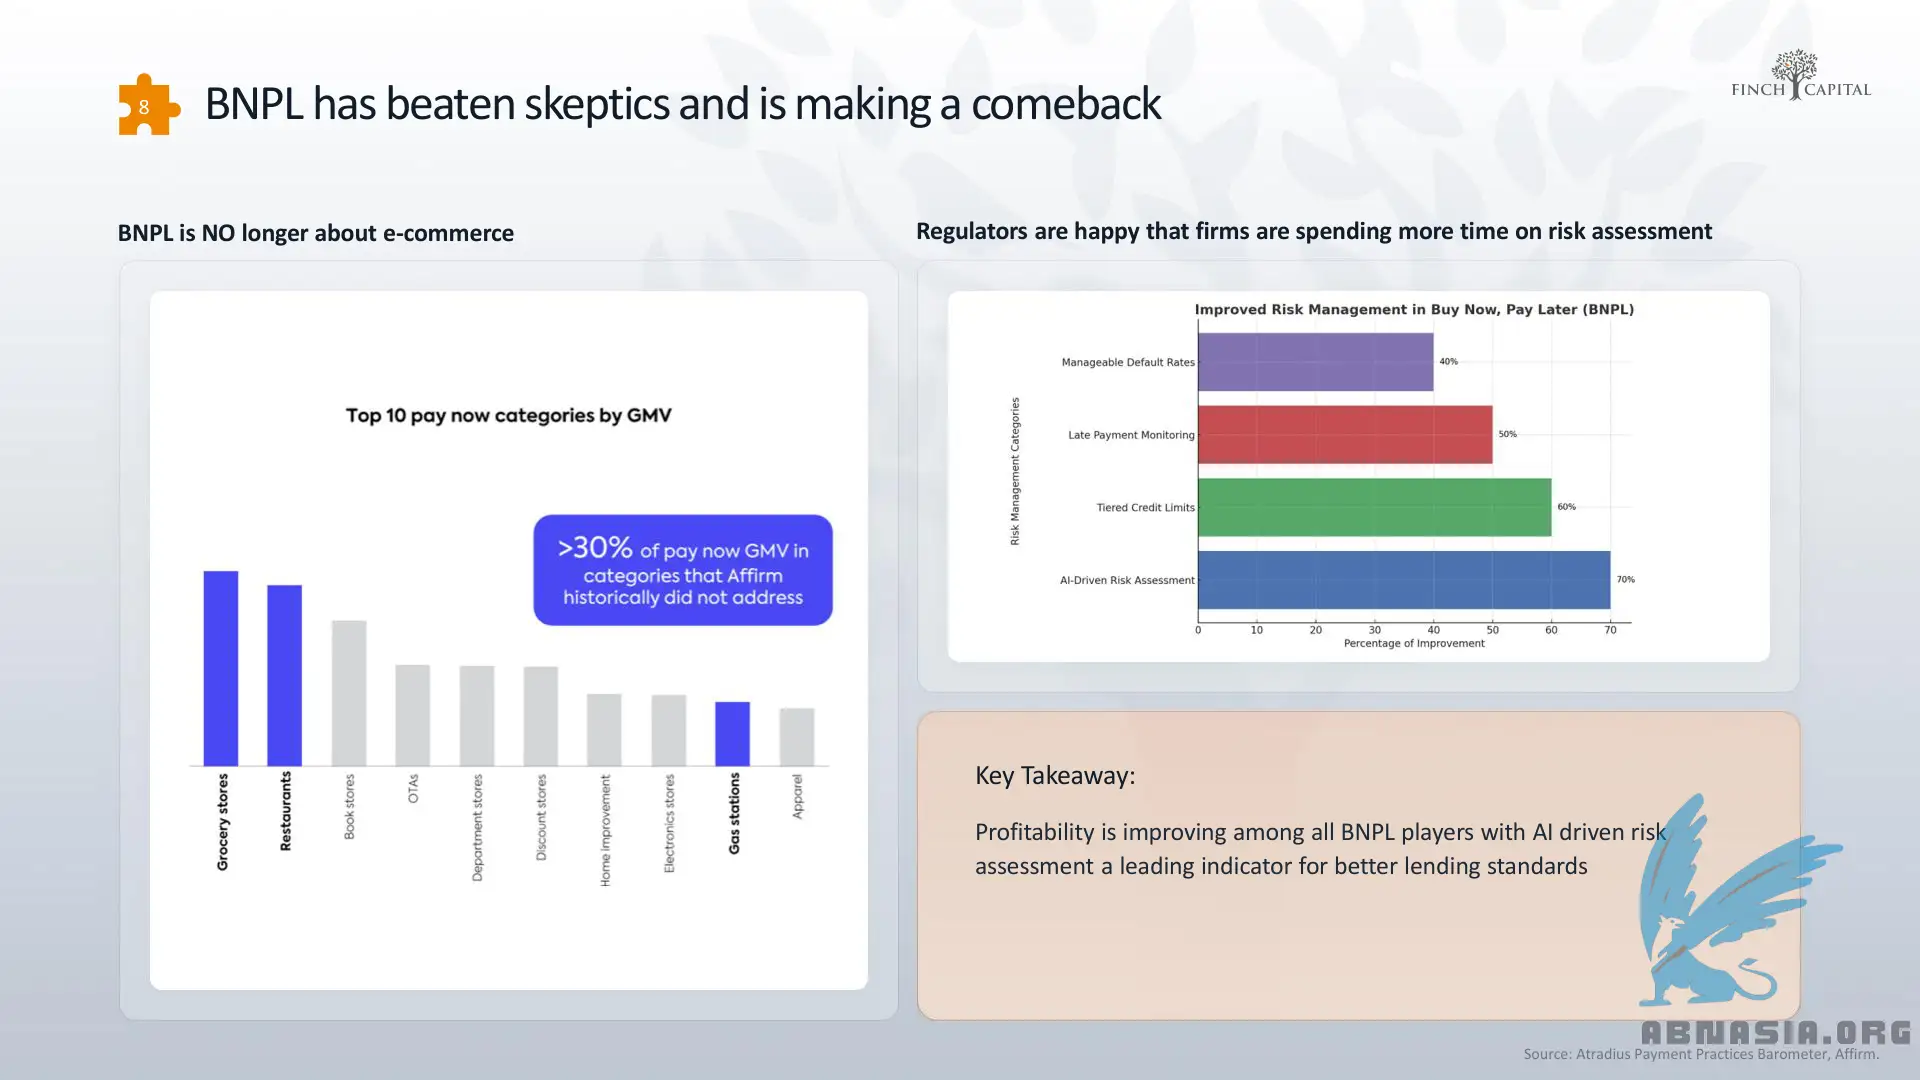 8
BNPL has beaten skeptics and is making a comeback
FINCH CAPITAL
BNPL is NO longer about e-commerce
Top 10 pay now categories by GMV
>30% of pay now GMV in
categories that Affirm
historically did not address
Grocery stores
Restaurants
Book stores
OTAs
Department stores
Discount stores
Home improvement
Electronics stores
Gas stations
Apparel
Regulators are happy that firms are spending more time on risk assessment
Improved Risk Management in Buy Now, Pay Later (BNPL)
Risk Management Categories
Manageable Default Rates
40%
Late Payment Monitoring
50%
Tiered Credit Limits
60%
AI-Driven Risk Assessment
70%
0 10 20 30 40 50 60 70
Percentage of Improvement
Key Takeaway:
Profitability is improving among all BNPL players with AI driven risk
assessment a leading indicator for better lending standards
ABNASIA.ORG
Source: Atradius Payment Practices Barometer, Affirm.